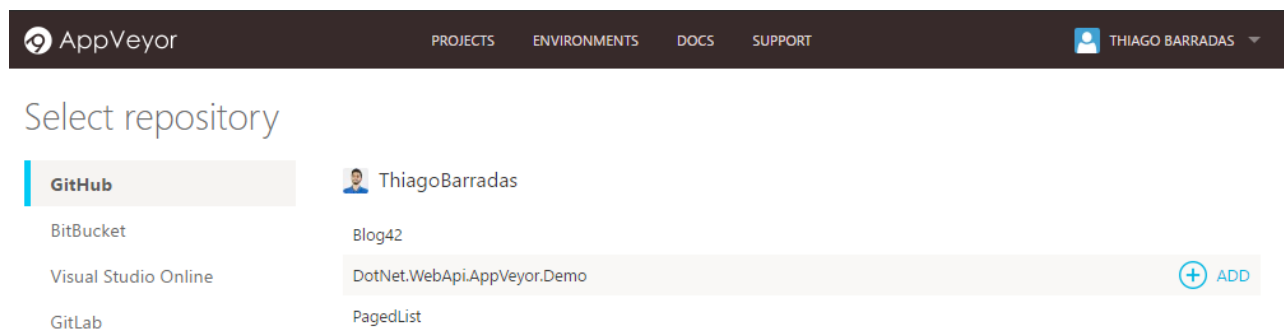 AppVeyor PROJECTS ENVIRONMENTS DOCS SUPPORT THIAGO BARRADAS
Select repository
GitHub
BitBucket
Visual Studio Online
GitLab
ThiagoBarradas
Blog42
DotNet.WebApi.AppVeyor.Demo ADD
PagedList